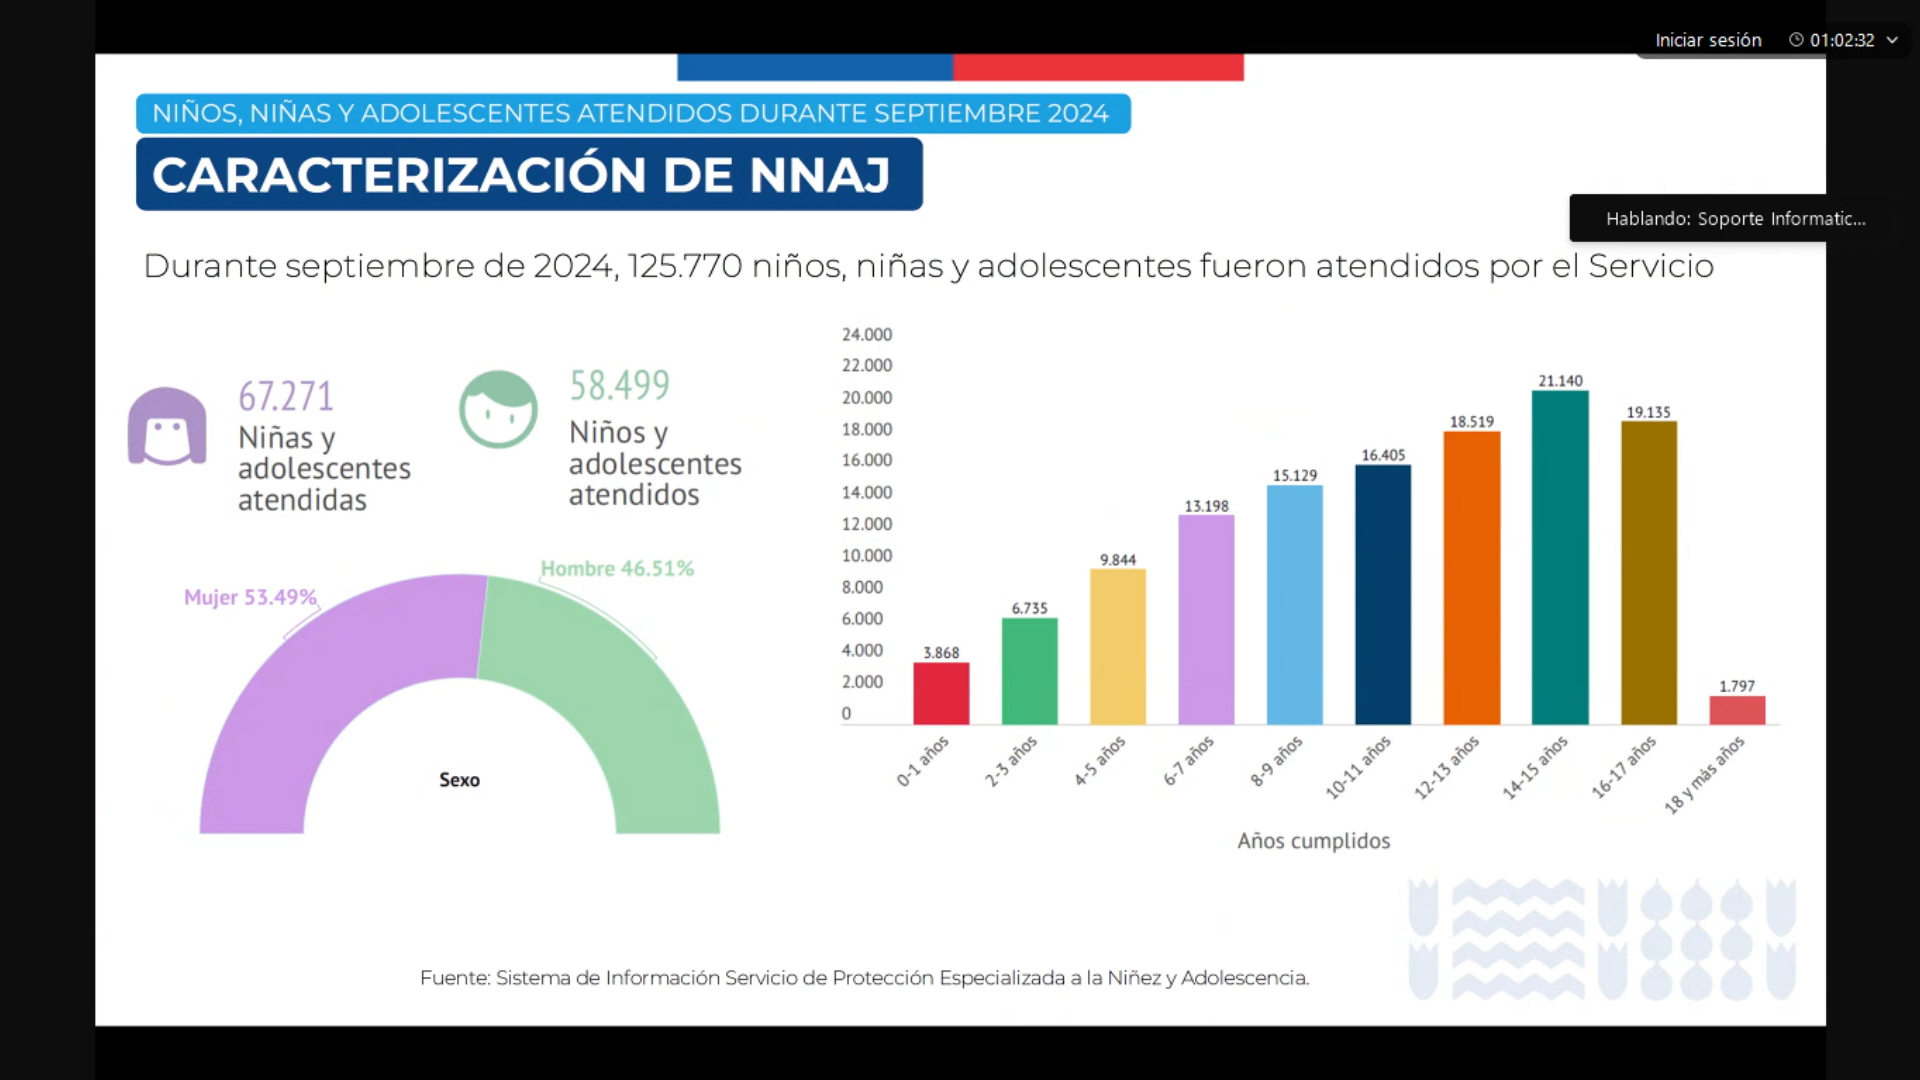 Iniciar sesión 01:02:32
NIÑOS, NIÑAS Y ADOLESCENTES ATENDIDOS DURANTE SEPTIEMBRE 2024
CARACTERIZACIÓN DE NNAJ
Hablando: Soporte Informatic...
Durante septiembre de 2024, 125.770 niños, niñas y adolescentes fueron atendidos por el Servicio
67.271
Niñas y
adolescentes
atendidas
58.499
Niños y
adolescentes
atendidos
Mujer 53.49%
Hombre 46.51%
Sexo
24.000
22.000
20.000
18.000
16.000
14.000
12.000
10.000
8.000
6.000
4.000
2.000
0
3.868
6.735
9.844
13.198
15.129
16.405
18.519
21.140
19.135
1.797
0-1 años
2-3 años
4-5 años
6-7 años
8-9 años
10-11 años
12-13 años
14-15 años
16-17 años
18 y más años
Años cumplidos
Fuente: Sistema de Información Servicio de Protección Especializada a la Niñez y Adolescencia.